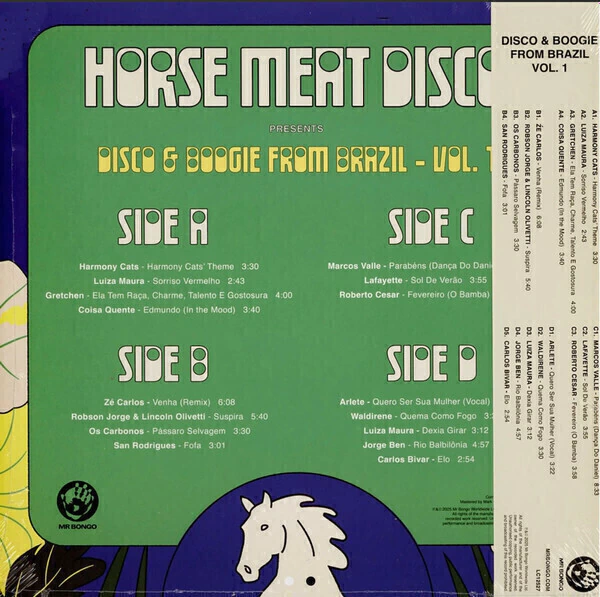 HORSE MEAT DISCO
PRESENTS
DISCO & BOOGIE FROM BRAZIL - VOL. 1
SIDE A
Harmony Cats - Harmony Cats' Theme 3:30
Luiza Maura - Sorriso Vermelho 2:43
Gretchen - Ela Tem Raça, Charme, Talento E Gostosura 4:00
Coisa Quente - Edmundo (In the Mood) 3:40
SIDE C
Marcos Valle - Parabéns (Dança Do Daniel)
Lafayette - Sol De Verão 3:55
Roberto Cesar - Fevereiro (O Bamba)
SIDE B
Zé Carlos - Venha (Remix) 6:08
Robson Jorge & Lincoln Olivetti - Suspira 5:40
Os Carbonos - Pássaro Selvagem 3:30
San Rodrigues - Fofa 3:01
SIDE D
Arlete - Quero Ser Sua Mulher (Vocal)
Waldirene - Quema Como Fogo
Luiza Maura - Dexia Girar 3:12
Jorge Ben - Rio Balbilônia 4:57
Carlos Bivar - Elo 2:54
MR BONGO
DISCO & BOOGIE
FROM BRAZIL
VOL. 1
A1. HARMONY CATS - Harmony Cats' Theme 3:30
A2. LUIZA MAURA - Sorriso Vermelho 2:43
A3. GRETCHEN - Ela Tem Raça, Charme, Talento E Gostosura 4:00
A4. COISA QUENTE - Edmundo (In the Mood) 3:40
B1. ZÉ CARLOS - Venha (Remix) 6:08
B2. ROBSON JORGE & LINCOLN OLIVETTI - Suspira 5:40
B3. OS CARBONOS - Pássaro Selvagem 3:30
B4. SAN RODRIGUES - Fofa 3:01
C1. MARCOS VALLE - Parabéns (Dança Do Daniel) 8:33
C2. LAFAYETTE - Sol De Verão 3:55
C3. ROBERTO CESAR - Fevereiro (O Bamba) 3:58
D1. ARLETE - Quero Ser Sua Mulher (Vocal) 3:22
D2. WALDIRENE - Quema Como Fogo 3:30
D3. LUIZA MAURA - Dexia Girar 3:12
D4. JORGE BEN - Rio Balbilônia 4:57
D5. CARLOS BIVAR - Elo 2:54
MRBONGO.COM
LC12527
MR BONGO